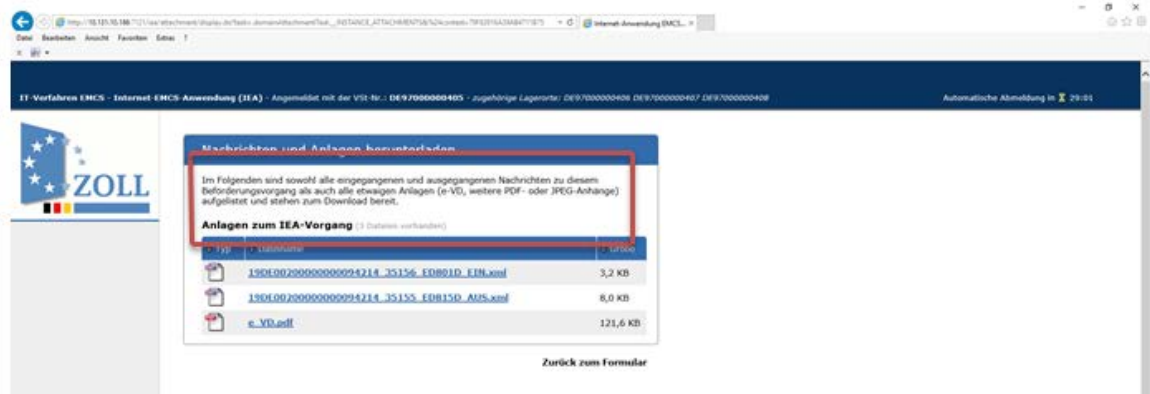 Internet-Anwendung EMCS...
Datei Bearbeiten Ansicht Favoriten Extras ?
IT-Verfahren EMCS - Internet-EMCS-Anwendung (IEA) - Angemeldet mit der VSt-Nr.: DE97000000405 - zugehörige Lagerorte: DE97000000406 DE97000000407 DE97000000408
Automatische Abmeldung in 29:01
ZOLL
Nachrichten und Anlagen herunterladen
Im Folgenden sind sowohl alle eingegangenen und ausgegangenen Nachrichten zu diesem
Beförderungsvorgang als auch alle etwaigen Anlagen (e-VD, weitere PDF- oder JPEG-Anhänge)
aufgelistet und stehen zum Download bereit.
Anlagen zum IEA-Vorgang (3 Dateien vorhanden)
Typ Dateiname Größe
19DE00200000000094214_35156_ED801D_EIN.xml 3,2 KB
19DE00200000000094214_35155_ED815D_AUS.xml 8,0 KB
e_VD.pdf 121,6 KB
Zurück zum Formular